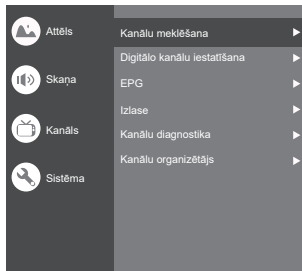 Attēls
Skaņa
Kanāls
Sistēma
Kanālu meklēšana
Digitālo kanālu iestatīšana
EPG
Izlase
Kanālu diagnostika
Kanālu organizētājs